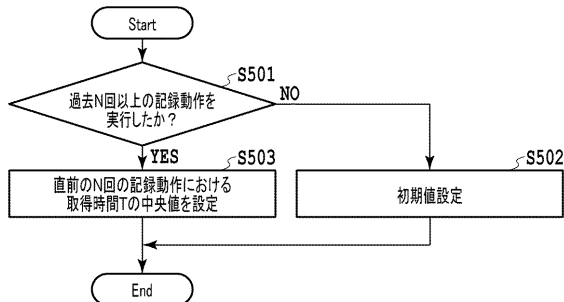 Start
S501
過去N回以上の記録動作を
実行したか？
NO
YES
S503
S502
直前のN回の記録動作における
取得時間Tの中央値を設定
初期値設定
End